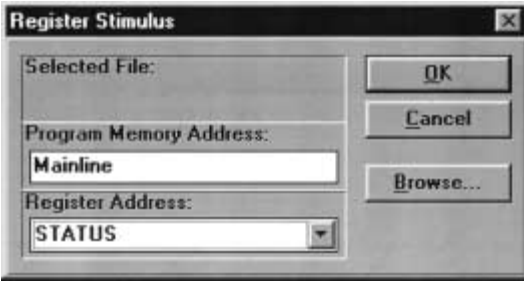 Register Stimulus
Selected File:
OK
Cancel
Program Memory Address:
Mainline
Browse...
Register Address:
STATUS